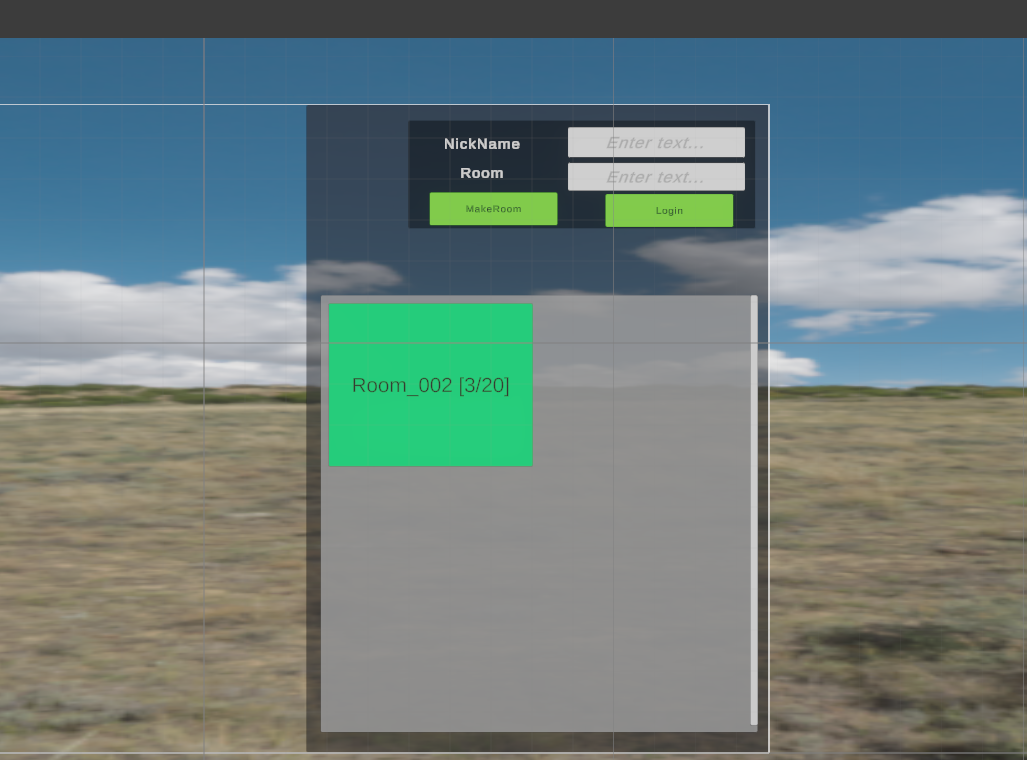 NickName Enter text...
Room Enter text...
MakeRoom Login
Room_002 [3/20]